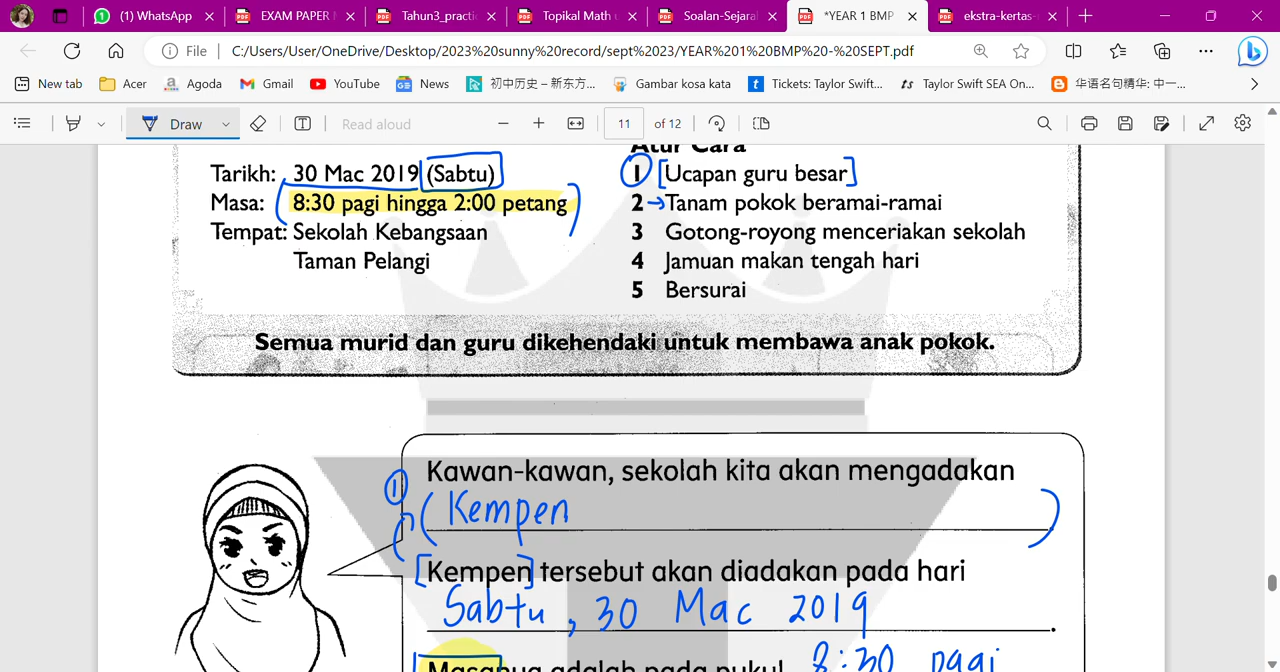 (1) WhatsApp
EXAM PAPER M
Tahun3_practi
Topikal Math u
Soalan-Sejaral
*YEAR 1 BMP
ekstra-kertas-
File
C:/Users/User/OneDrive/Desktop/2023%20sunny%20record/sept%202023/YEAR%201%20BMP%20-%20SEPT.pdf
New tab
Acer
Agoda
Gmail
YouTube
News
初中历史 – 新东方...
Gambar kosa kata
Tickets: Taylor Swift...
Taylor Swift SEA On...
华语名句精华: 中一...
Draw
Read aloud
11 of 12
Atur Cara
Tarikh: 30 Mac 2019 (Sabtu)
Masa: 8:30 pagi hingga 2:00 petang
Tempat: Sekolah Kebangsaan
Taman Pelangi
1 [Ucapan guru besar]
2 → Tanam pokok beramai-ramai
3 Gotong-royong menceriakan sekolah
4 Jamuan makan tengah hari
5 Bersurai
Semua murid dan guru dikehendaki untuk membawa anak pokok.
Kawan-kawan, sekolah kita akan mengadakan
① (Kempen )
[Kempen] tersebut akan diadakan pada hari
Sabtu, 30 Mac 2019.
Masanya adalah pada pukul 8:30 pagi